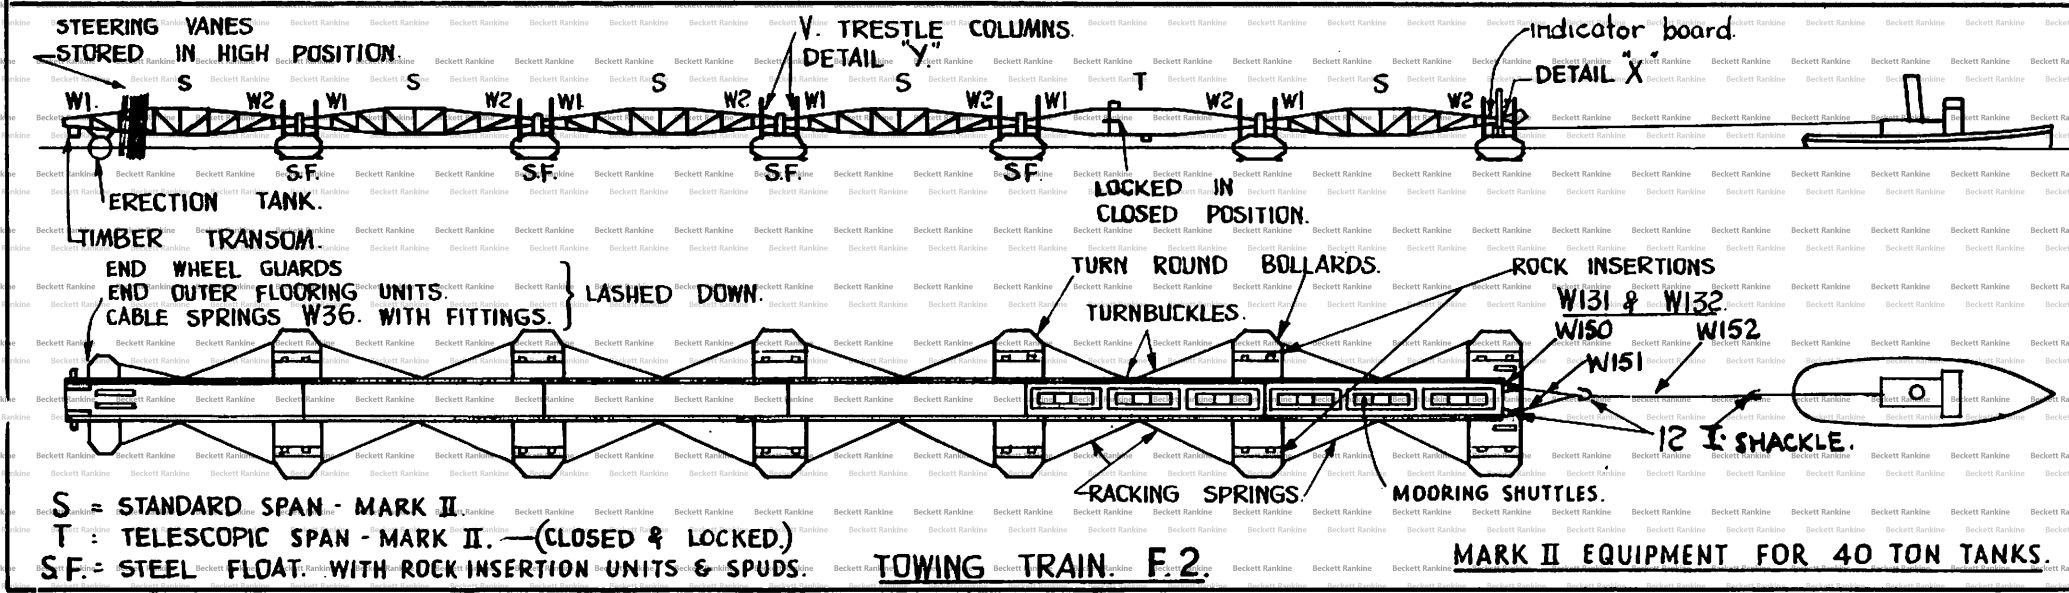 STEERING VANES
STORED IN HIGH POSITION.
V. TRESTLE COLUMNS.
DETAIL "Y".
indicator board.
DETAIL "X"
S S S S T S
W1. W2 W1 W2 W1 W2 W1 W2 W1 W2 W1 W2
S.F. S.F. S.F. S.F.
ERECTION TANK.
LOCKED IN
CLOSED POSITION.
TIMBER TRANSOM.
END WHEEL GUARDS
END OUTER FLOORING UNITS.
CABLE SPRINGS W36. WITH FITTINGS.
LASHED DOWN.
TURN ROUND BOLLARDS.
TURNBUCKLES.
ROCK INSERTIONS
W131 & W132.
W150
W152
W151
SHACKLE.
RACKING SPRINGS.
MOORING SHUTTLES.
S = STANDARD SPAN - MARK II.
T : TELESCOPIC SPAN - MARK II. — (CLOSED & LOCKED.)
S.F. = STEEL FLOAT. WITH ROCK INSERTION UNITS & SPUDS.
TOWING TRAIN. F.2.
MARK II EQUIPMENT FOR 40 TON TANKS.
Beckett Rankine